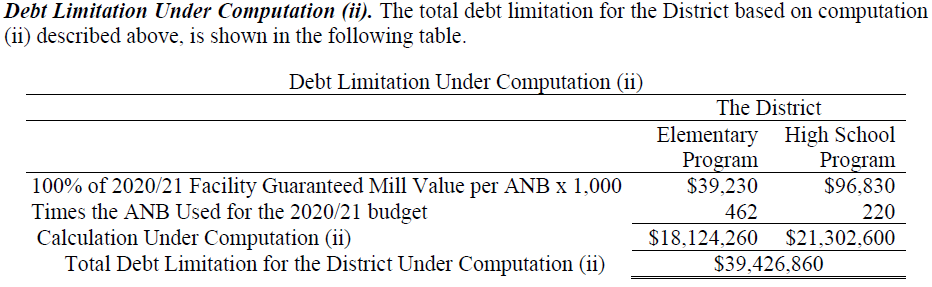 Debt Limitation Under Computation (ii). The total debt limitation for the District based on computation
(ii) described above, is shown in the following table.
Debt Limitation Under Computation (ii)
The District
Elementary High School
Program Program
100% of 2020/21 Facility Guaranteed Mill Value per ANB x 1,000 $39,230 $96,830
Times the ANB Used for the 2020/21 budget 462 220
Calculation Under Computation (ii) $18,124,260 $21,302,600
Total Debt Limitation for the District Under Computation (ii) $39,426,860